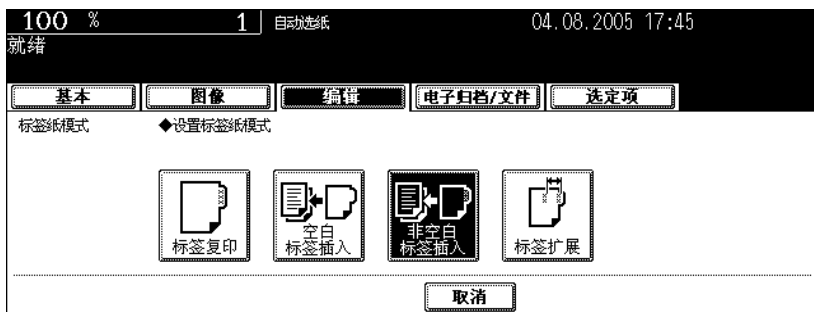 100 % 1 自动选纸 04.08.2005 17:45
就绪
基本 图像 编辑 电子归档/文件 选定项
标签纸模式 ◆设置标签纸模式
标签复印
空白
标签插入
非空白
标签插入
标签扩展
取消